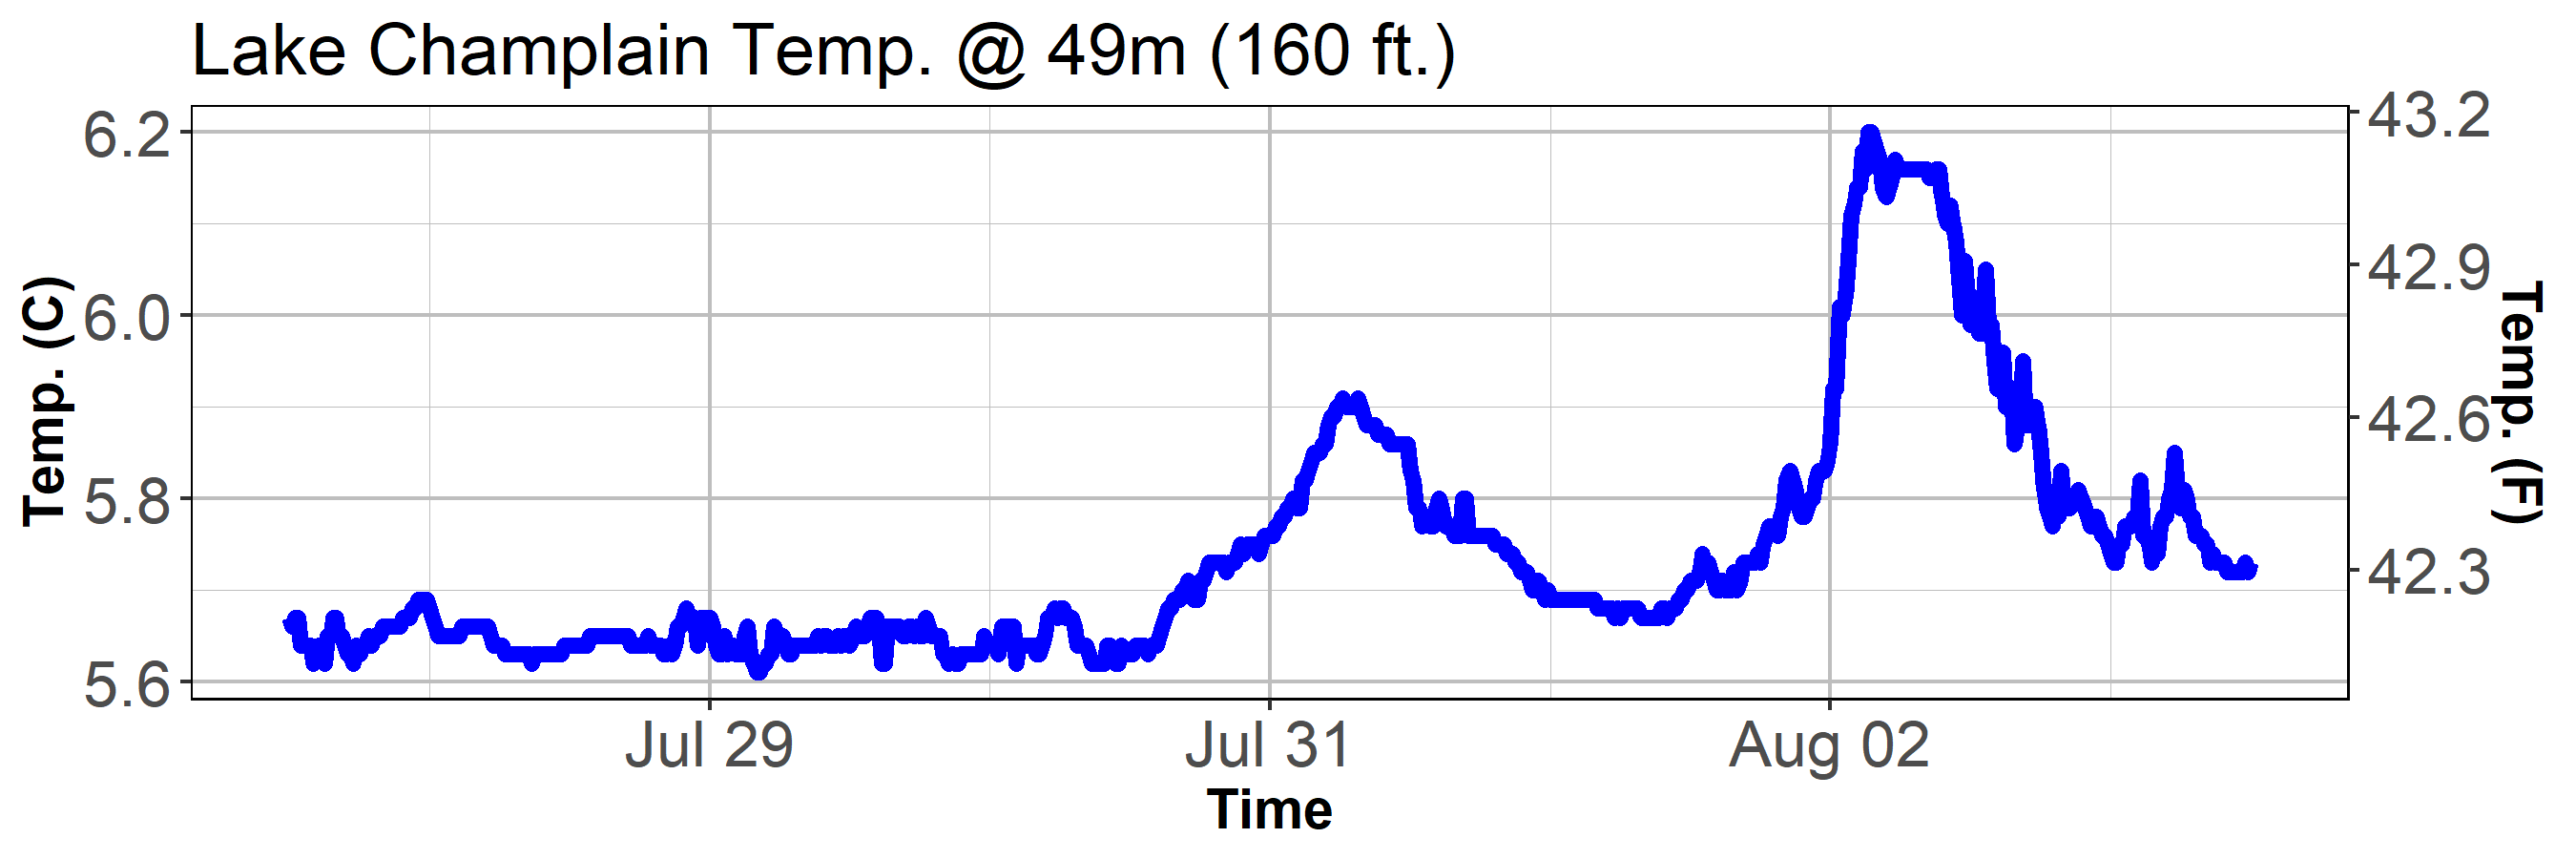 Lake Champlain Temp. @ 49m (160 ft.)
Temp. (C)
6.2
6.0
5.8
5.6
43.2
42.9
42.6
42.3
Temp. (F)
Jul 29
Jul 31
Aug 02
Time